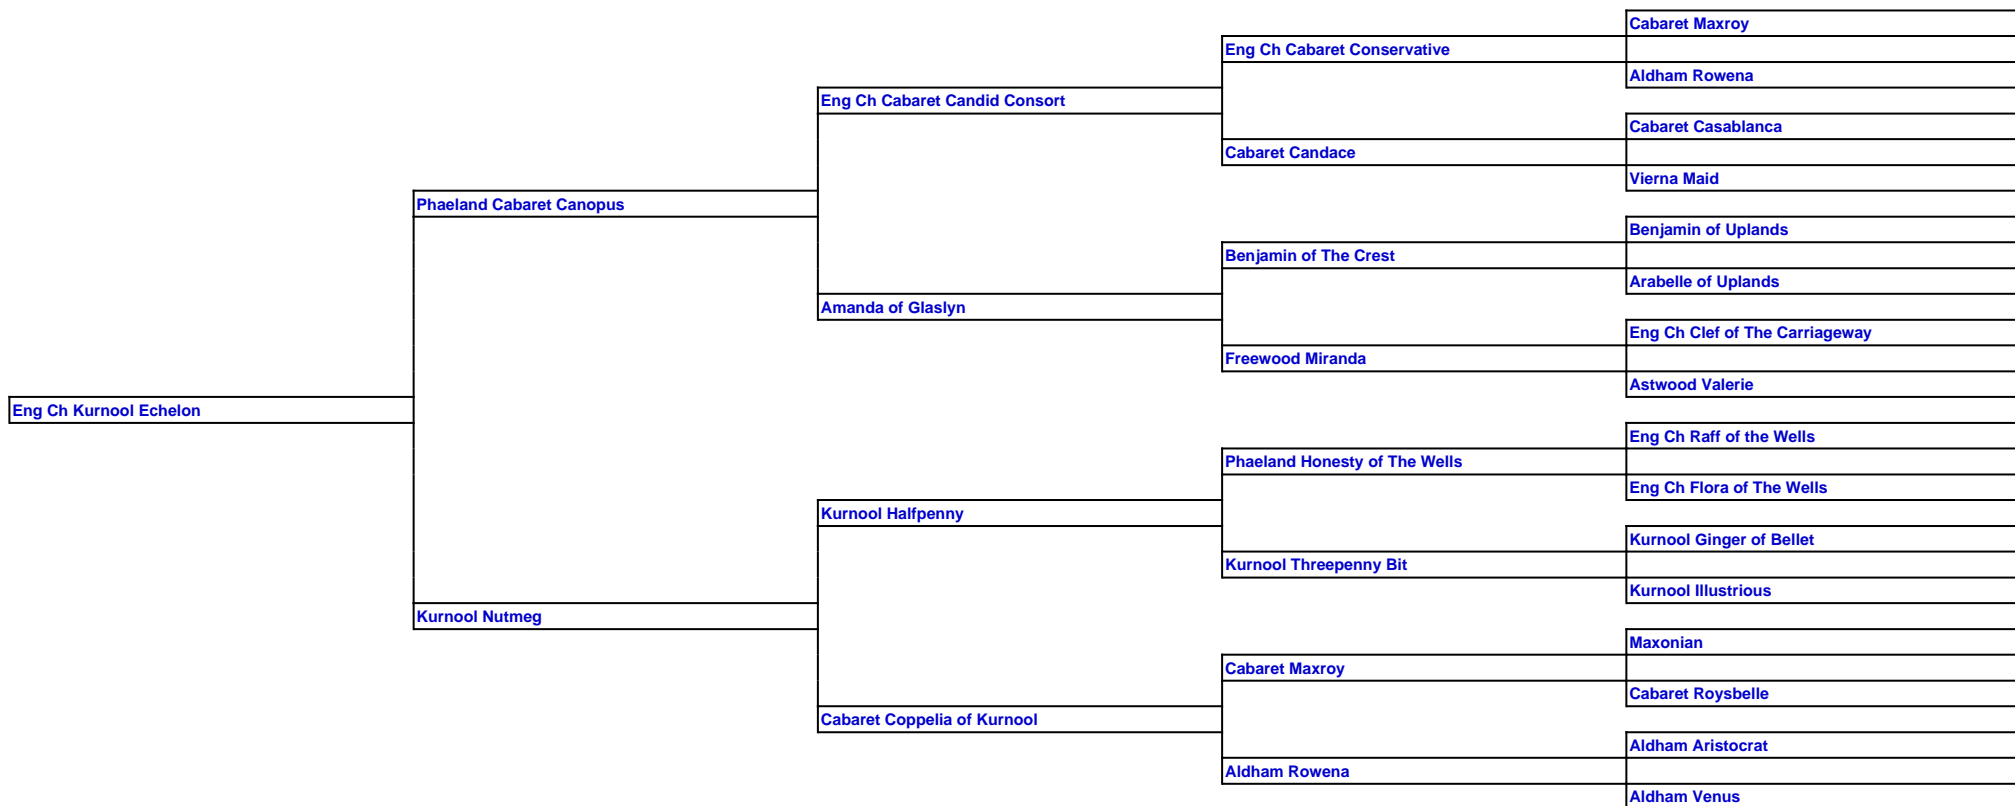 Cabaret Maxroy
Eng Ch Cabaret Conservative
Aldham Rowena
Eng Ch Cabaret Candid Consort
Cabaret Casablanca
Cabaret Candace
Vierna Maid
Phaeland Cabaret Canopus
Benjamin of Uplands
Benjamin of The Crest
Arabelle of Uplands
Amanda of Glaslyn
Eng Ch Clef of The Carriageway
Freewood Miranda
Astwood Valerie
Eng Ch Kurnool Echelon
Eng Ch Raff of the Wells
Phaeland Honesty of The Wells
Eng Ch Flora of The Wells
Kurnool Halfpenny
Kurnool Ginger of Bellet
Kurnool Threepenny Bit
Kurnool Illustrious
Kurnool Nutmeg
Maxonian
Cabaret Maxroy
Cabaret Roysbelle
Cabaret Coppelia of Kurnool
Aldham Aristocrat
Aldham Rowena
Aldham Venus